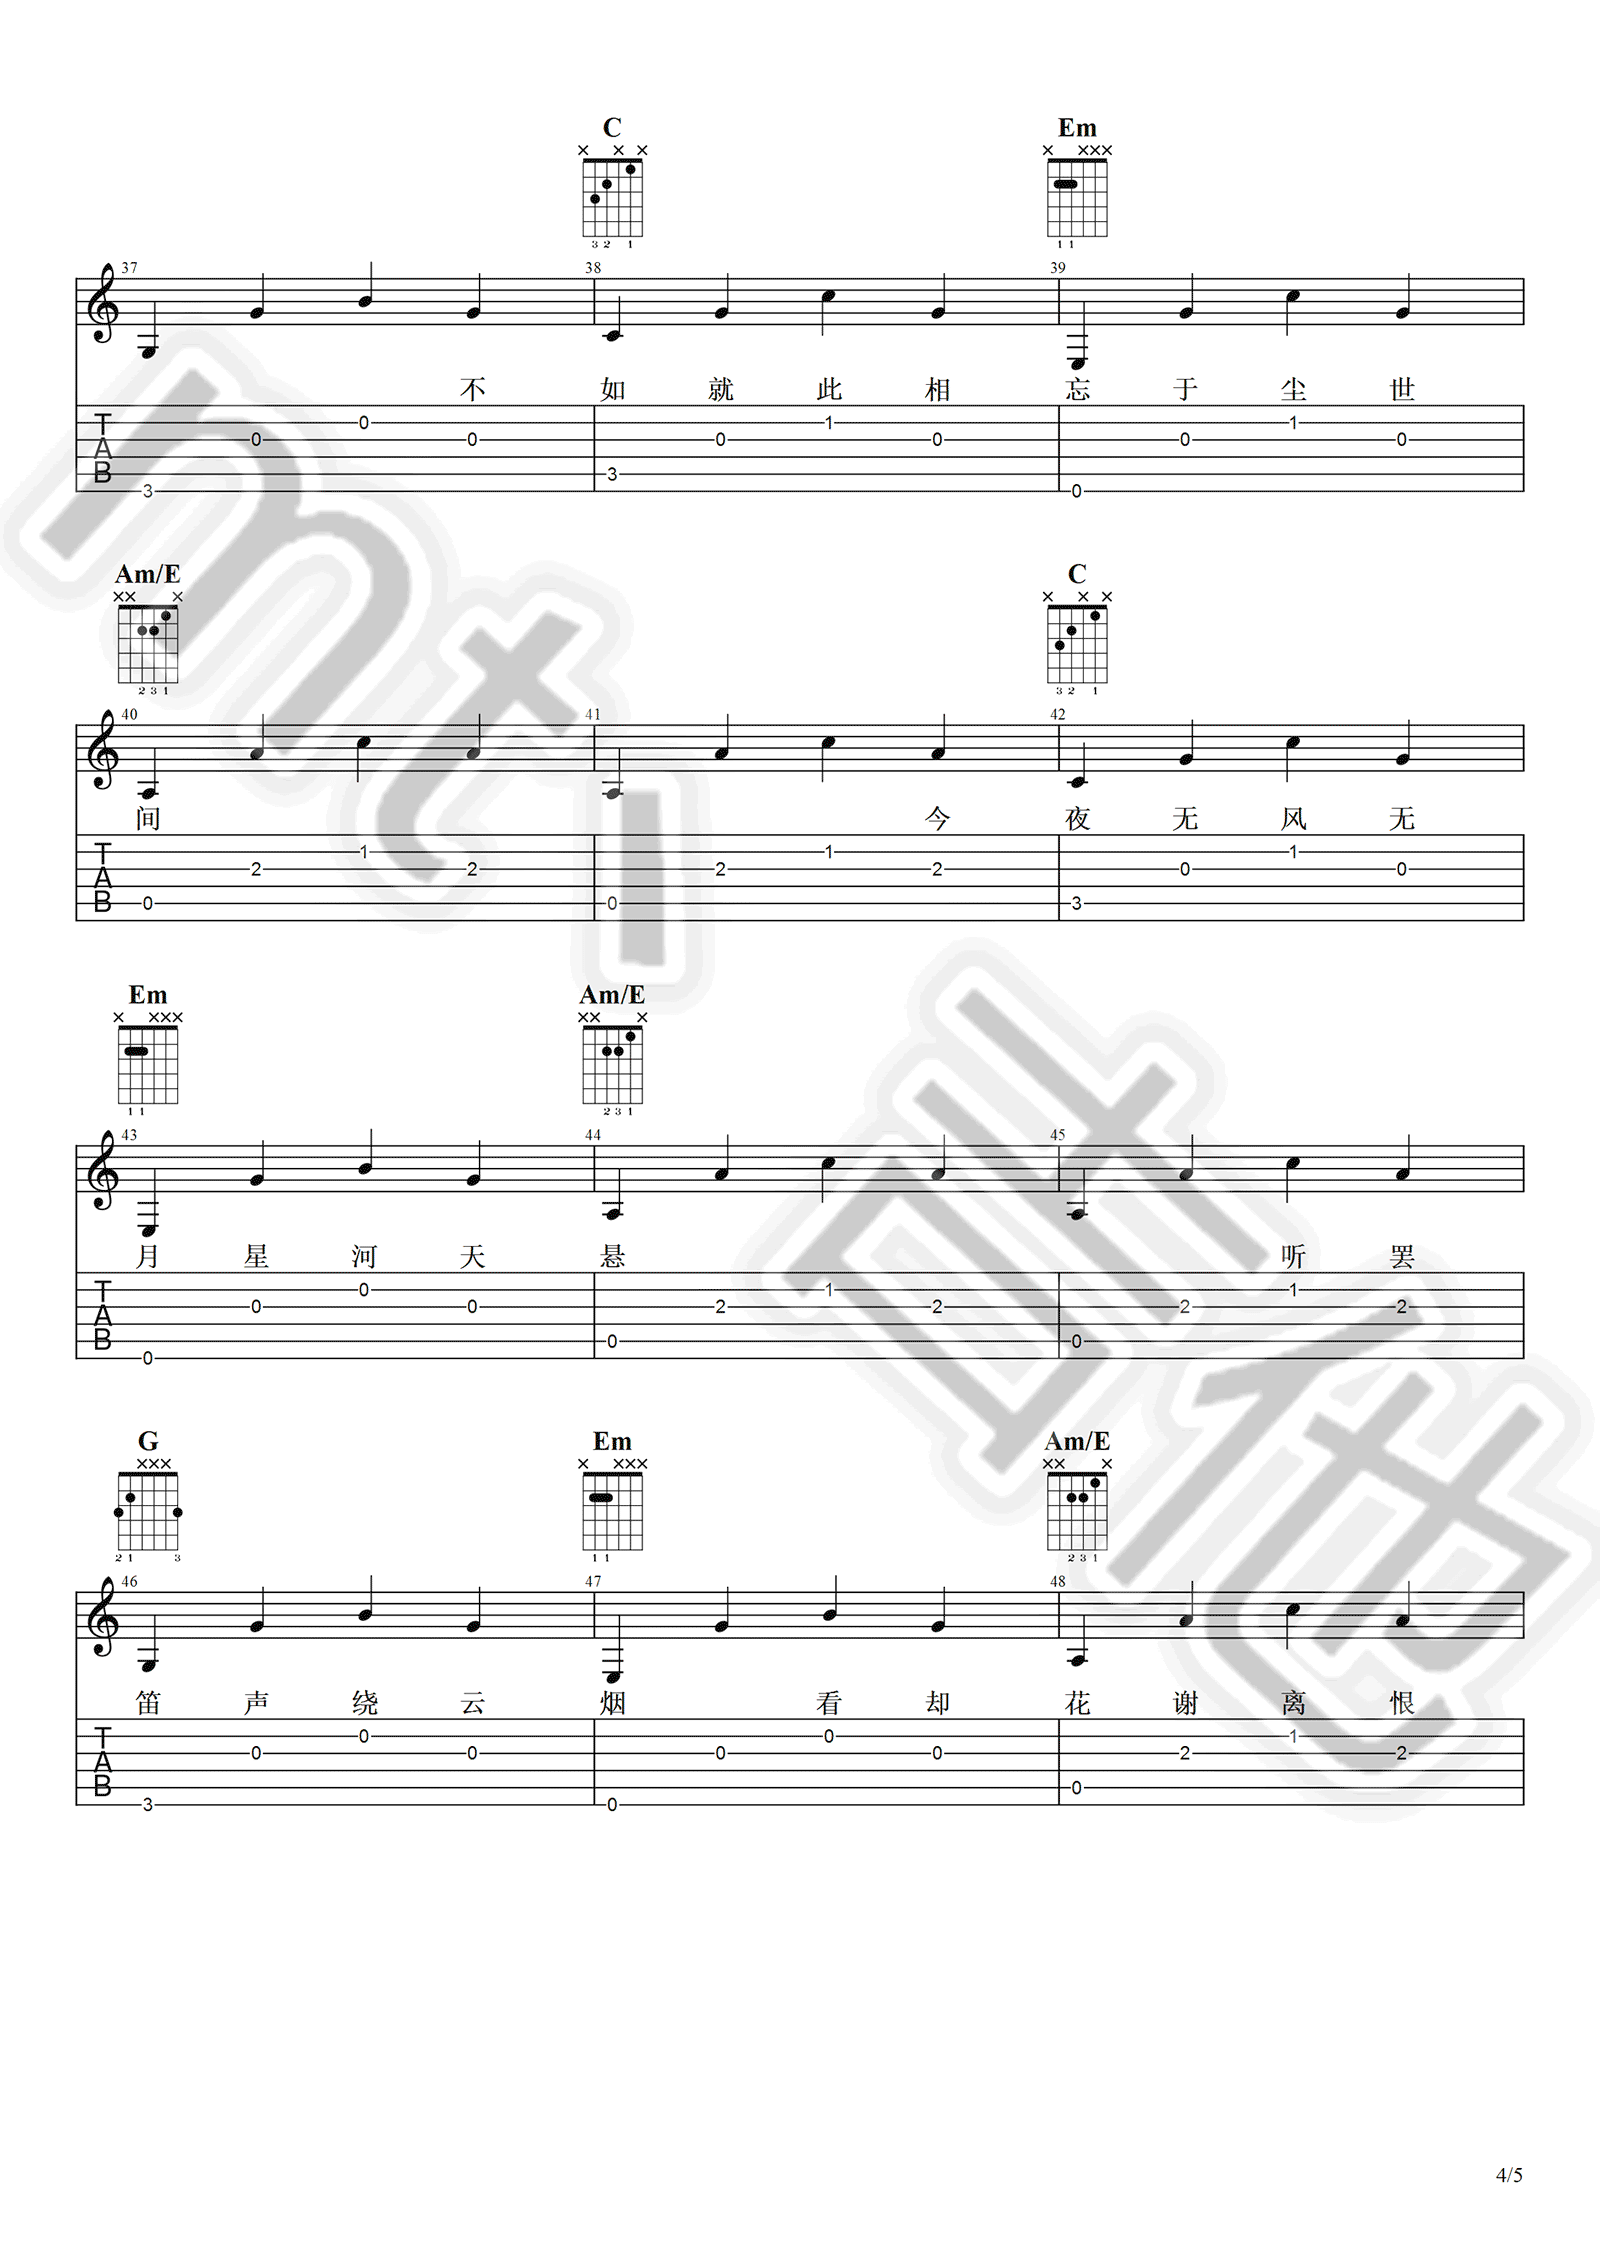 C Em
× × × × × × ×
3 2 1 1 1
37 38 39
不 如 就 此 相 忘 于 尘 世
T A B
0 0 0 3
0 1 0 3
0 1 0 0
Am/E C
× × × × × ×
2 3 1 3 2 1
40 41 42
间 今 夜 无 风 无
T A B
2 1 2 0
2 1 2 0
0 1 0 3
Em Am/E
× × × × × × ×
1 1 2 3 1
43 44 45
月 星 河 天 悬 听 罢
T A B
0 0 0 0
2 1 2 0
2 1 2 0
G Em Am/E
× × × × × × × × × ×
2 1 3 1 1 2 3 1
46 47 48
笛 声 绕 云 烟 看 却 花 谢 离 恨
T A B
0 0 0 3
0 0 0 0
2 1 2 0
4/5